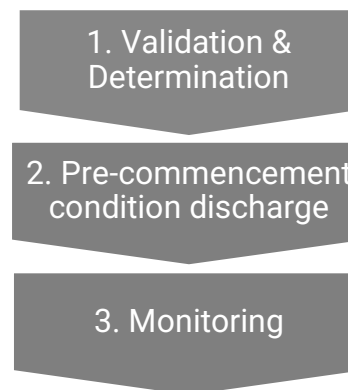 1. Validation &
Determination
2. Pre-commencement
condition discharge
3. Monitoring